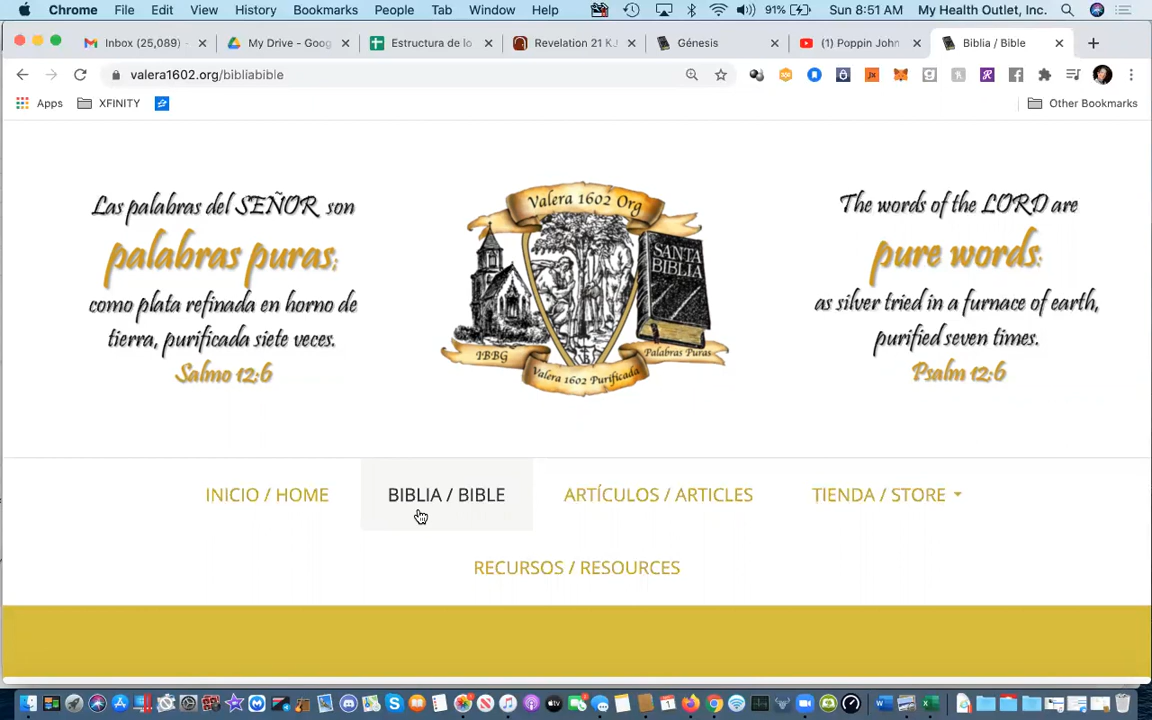 Chrome File Edit View History Bookmarks People Tab Window Help 91% Sun 8:51 AM My Health Outlet, Inc.
Inbox (25,089) - My Drive - Goog Estructura de lo Revelation 21 KJ Génesis (1) Poppin John Biblia / Bible
valera1602.org/bibliabible
Apps XFINITY Other Bookmarks
Las palabras del SEÑOR son
palabras puras;
como plata refinada en horno de
tierra, purificada siete veces.
Salmo 12:6
Valera 1602 Org
SANTA
BIBLIA
IBBG
Palabras Puras
Valera 1602 Purificada
The words of the LORD are
pure words:
as silver tried in a furnace of earth,
purified seven times.
Psalm 12:6
INICIO / HOME BIBLIA / BIBLE ARTÍCULOS / ARTICLES TIENDA / STORE
RECURSOS / RESOURCES